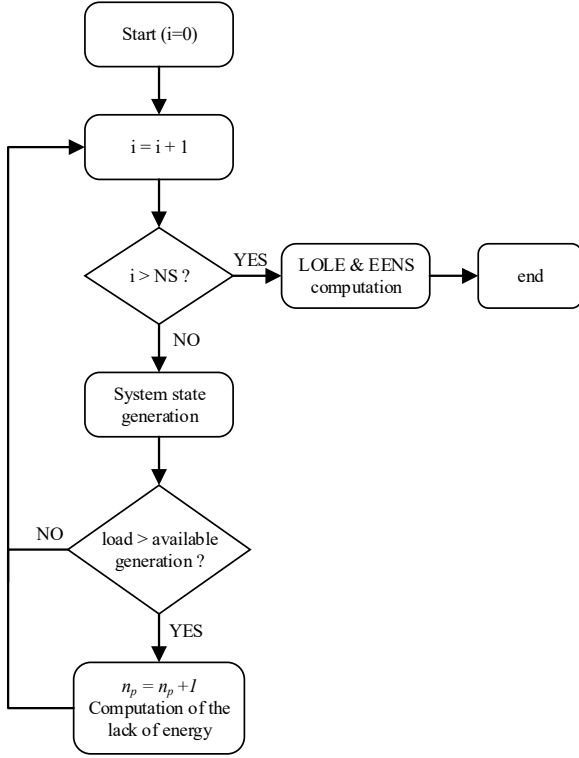 Start (i=0)
i = i + 1
i > NS ?
YES
LOLE & EENS
computation
end
NO
System state
generation
NO
load > available
generation ?
YES
n_p = n_p +1
Computation of the
lack of energy